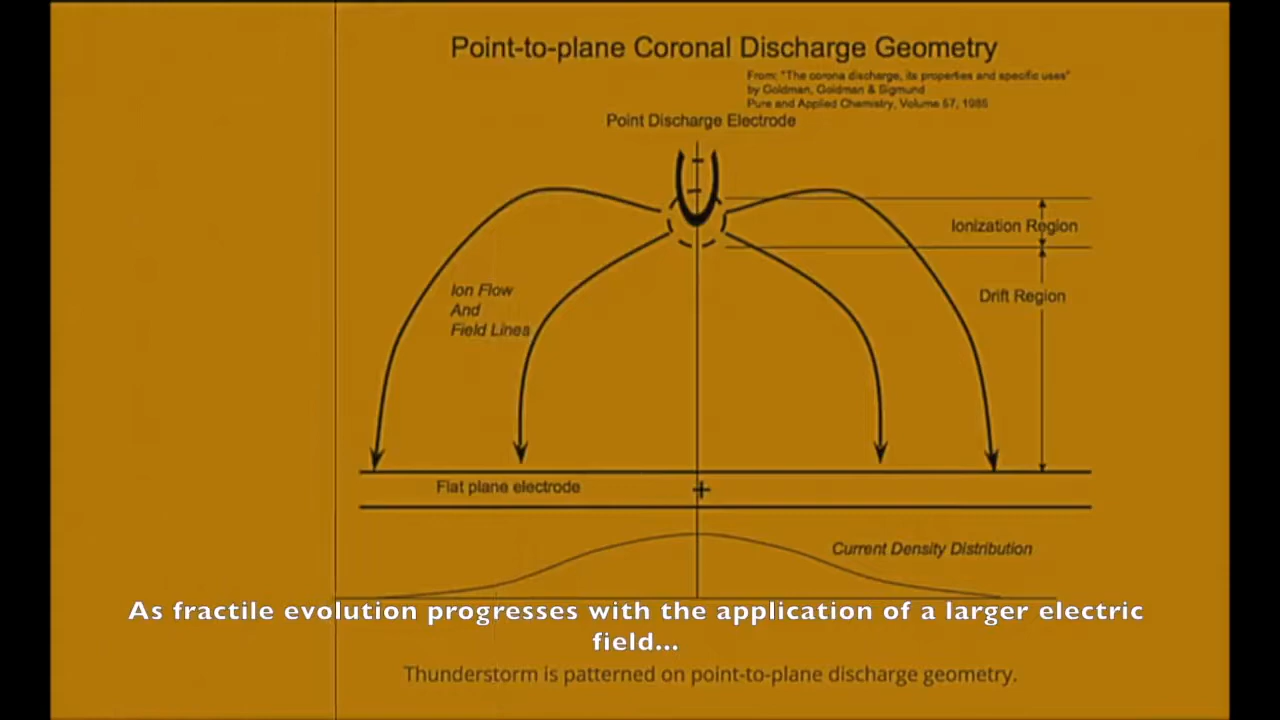 Point-to-plane Coronal Discharge Geometry
From: "The corona discharge, its properties and specific uses"
by Goldman, Goldman & Sigmund
Pure and Applied Chemistry, Volume 57, 1985
Point Discharge Electrode
Ionization Region
Ion Flow
And
Field Lines
Drift Region
Flat plane electrode
+
Current Density Distribution
As fractile evolution progresses with the application of a larger electric
field...
Thunderstorm is patterned on point-to-plane discharge geometry.